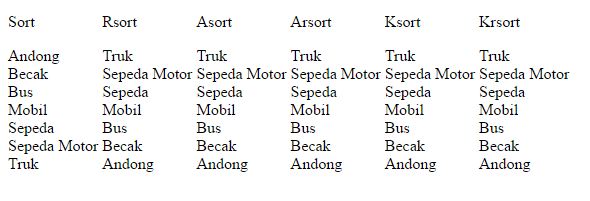 Sort Rsort Asort Arsort Ksort Krsort
Andong Truk Truk Truk Truk Truk
Becak Sepeda Motor Sepeda Motor Sepeda Motor Sepeda Motor Sepeda Motor
Bus Sepeda Sepeda Sepeda Sepeda Sepeda
Mobil Mobil Mobil Mobil Mobil Mobil
Sepeda Bus Bus Bus Bus Bus
Sepeda Motor Becak Becak Becak Becak Becak
Truk Andong Andong Andong Andong Andong